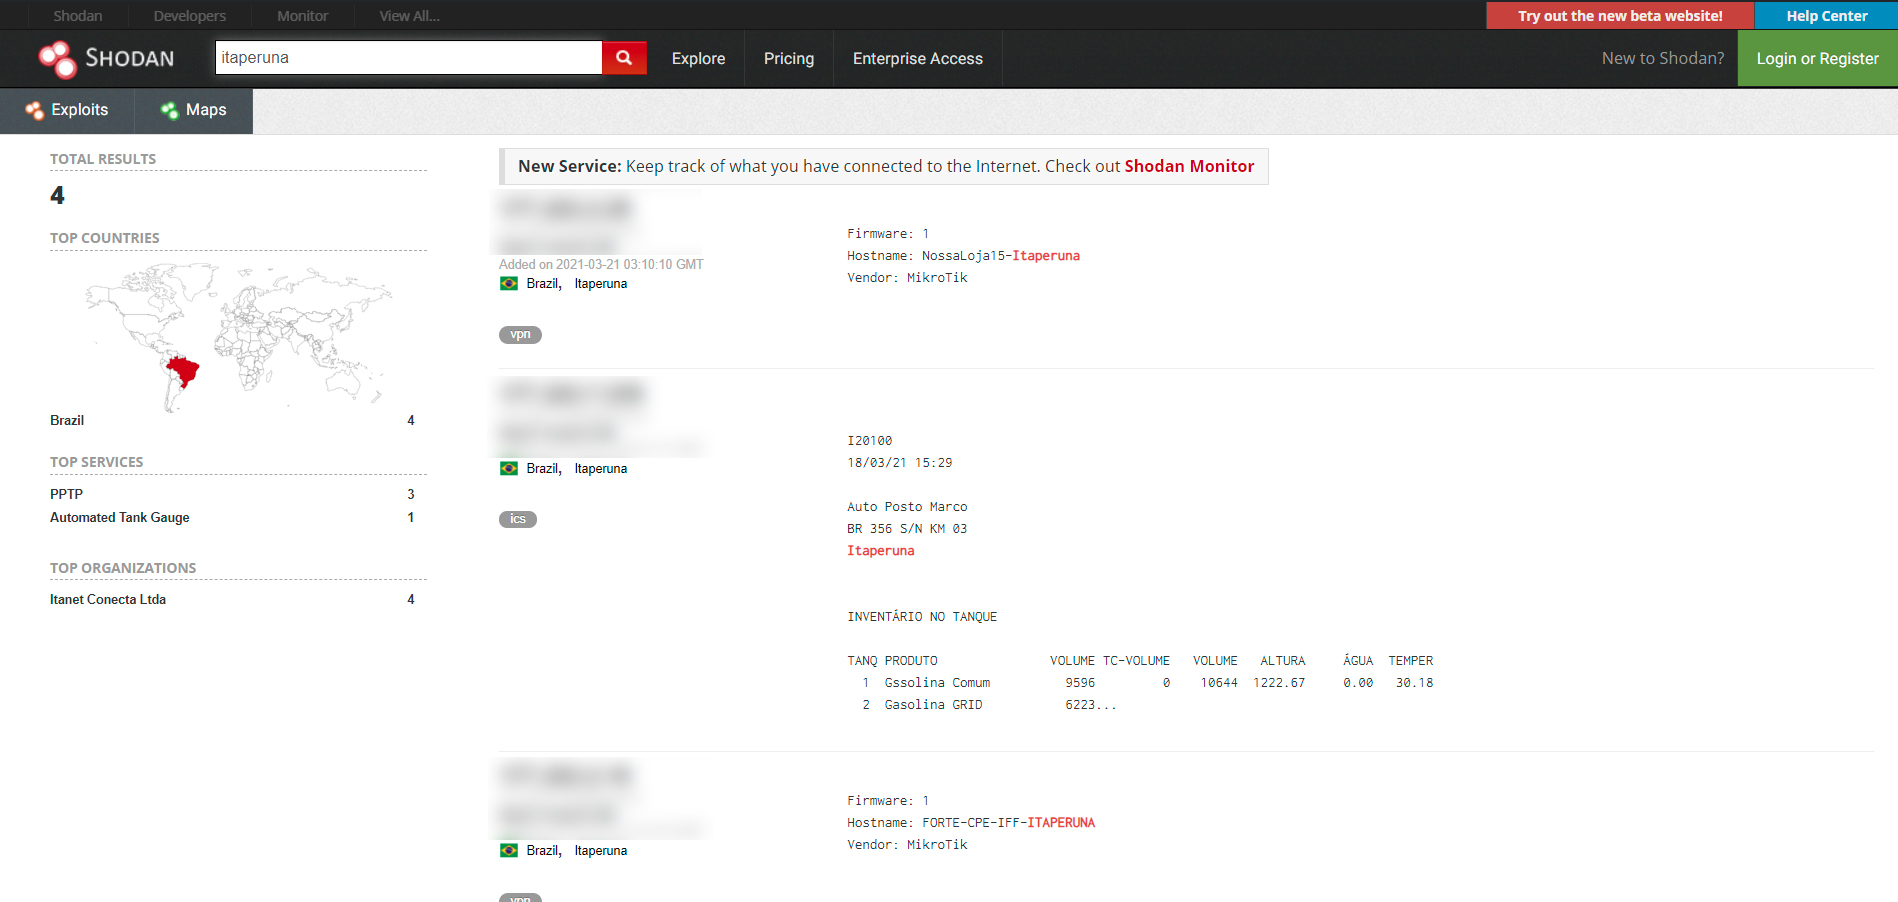 Shodan Developers Monitor View All...
Try out the new beta website! Help Center
SHODAN itaperuna Explore Pricing Enterprise Access New to Shodan? Login or Register
Exploits Maps
TOTAL RESULTS
4
TOP COUNTRIES
Brazil 4
TOP SERVICES
PPTP 3
Automated Tank Gauge 1
TOP ORGANIZATIONS
Itanet Conecta Ltda 4
New Service: Keep track of what you have connected to the Internet. Check out Shodan Monitor
Added on 2021-03-21 03:10:10 GMT
Brazil, Itaperuna
vpn
Firmware: 1
Hostname: NossaLoja15-Itaperuna
Vendor: MikroTik
Brazil, Itaperuna
ics
I20100
18/03/21 15:29
Auto Posto Marco
BR 356 S/N KM 03
Itaperuna
INVENTÁRIO NO TANQUE
TANQ PRODUTO VOLUME TC-VOLUME VOLUME ALTURA ÁGUA TEMPER
1 Gssolina Comum 9596 0 10644 1222.67 0.00 30.18
2 Gasolina GRID 6223...
Brazil, Itaperuna
vpn
Firmware: 1
Hostname: FORTE-CPE-IFF-ITAPERUNA
Vendor: MikroTik